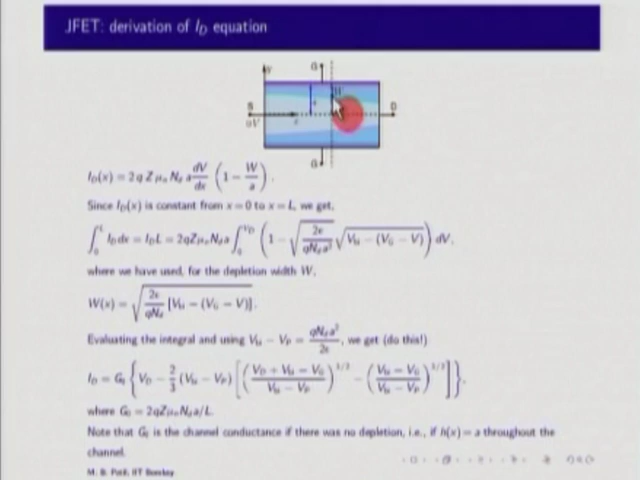 JFET: derivation of I_D equation
y
G
S
0V
x
D
G
I_D(x) = 2q Z μ_n N_d a dV/dx (1 − W/a).
Since I_D(x) is constant from x = 0 to x = L, we get,
∫_0^L I_D dx = I_D L = 2qZμ_n N_d a ∫_0^{V_D} (1 − √(2ε/(qN_d a²)) √(V_bi − (V_G − V))) dV,
where we have used, for the depletion width W,
W(x) = √(2ε/(qN_d) [V_bi − (V_G − V)]).
Evaluating the integral and using V_bi − V_P = qN_d a²/2ε, we get (do this!)
I_D = G_0 {V_D − 2/3 (V_bi − V_P) [((V_D + V_bi − V_G)/(V_bi − V_P))^{3/2} − ((V_bi − V_G)/(V_bi − V_P))^{3/2}]},
where G_0 = 2qZμ_n N_d a/L.
Note that G_0 is the channel conductance if there was no depletion, i.e., if h(x) = a throughout the
channel.
M. B. Patil, IIT Bombay